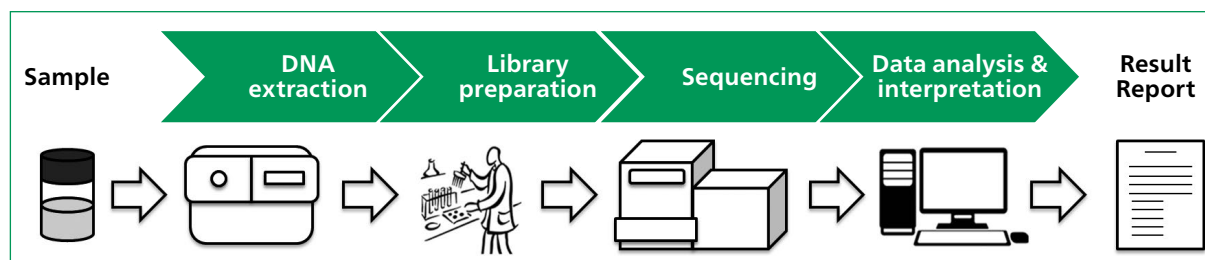 Sample
DNA
extraction
Library
preparation
Sequencing
Data analysis &
interpretation
Result
Report